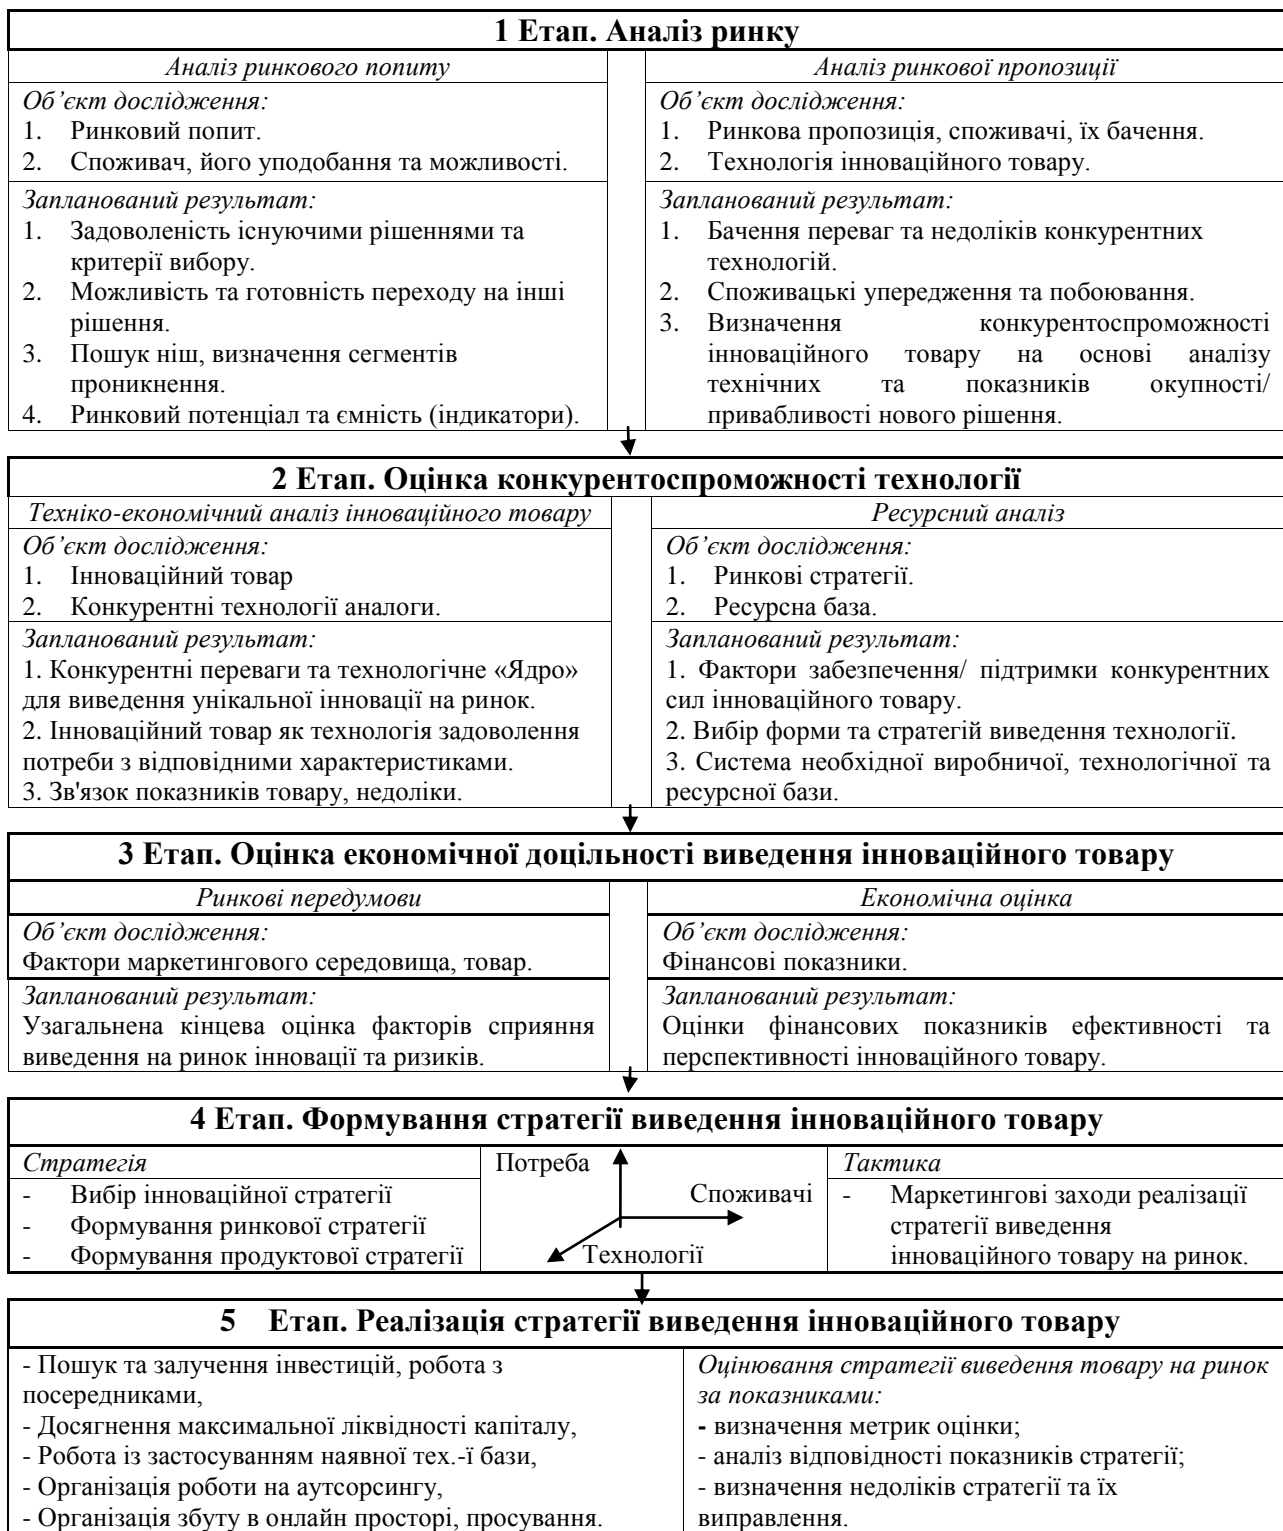 1 Етап. Аналіз ринку
Аналіз ринкового попиту
Об’єкт дослідження:
1. Ринковий попит.
2. Споживач, його уподобання та можливості.
Запланований результат:
1. Задоволеність існуючими рішеннями та
критерії вибору.
2. Можливість та готовність переходу на інші
рішення.
3. Пошук ніш, визначення сегментів
проникнення.
4. Ринковий потенціал та ємність (індикатори).
Аналіз ринкової пропозиції
Об’єкт дослідження:
1. Ринкова пропозиція, споживачі, їх бачення.
2. Технологія інноваційного товару.
Запланований результат:
1. Бачення переваг та недоліків конкурентних
технологій.
2. Споживацькі упередження та побоювання.
3. Визначення конкурентоспроможності
інноваційного товару на основі аналізу
технічних та показників окупності/
привабливості нового рішення.
2 Етап. Оцінка конкурентоспроможності технології
Техніко-економічний аналіз інноваційного товару
Об’єкт дослідження:
1. Інноваційний товар
2. Конкурентні технології аналоги.
Запланований результат:
1. Конкурентні переваги та технологічне «Ядро»
для виведення унікальної інновації на ринок.
2. Інноваційний товар як технологія задоволення
потреби з відповідними характеристиками.
3. Зв'язок показників товару, недоліки.
Ресурсний аналіз
Об’єкт дослідження:
1. Ринкові стратегії.
2. Ресурсна база.
Запланований результат:
1. Фактори забезпечення/ підтримки конкурентних
сил інноваційного товару.
2. Вибір форми та стратегій виведення технології.
3. Система необхідної виробничої, технологічної та
ресурсної бази.
3 Етап. Оцінка економічної доцільності виведення інноваційного товару
Ринкові передумови
Об’єкт дослідження:
Фактори маркетингового середовища, товар.
Запланований результат:
Узагальнена кінцева оцінка факторів сприяння
виведення на ринок інновації та ризиків.
Економічна оцінка
Об’єкт дослідження:
Фінансові показники.
Запланований результат:
Оцінки фінансових показників ефективності та
перспективності інноваційного товару.
4 Етап. Формування стратегії виведення інноваційного товару
Стратегія
- Вибір інноваційної стратегії
- Формування ринкової стратегії
- Формування продуктової стратегії
Потреба
Споживачі
Технології
Тактика
- Маркетингові заходи реалізації
стратегії виведення
інноваційного товару на ринок.
5 Етап. Реалізація стратегії виведення інноваційного товару
- Пошук та залучення інвестицій, робота з
посередниками,
- Досягнення максимальної ліквідності капіталу,
- Робота із застосуванням наявної тех.-ї бази,
- Організація роботи на аутсорсингу,
- Організація збуту в онлайн просторі, просування.
Оцінювання стратегії виведення товару на ринок
за показниками:
- визначення метрик оцінки;
- аналіз відповідності показників стратегії;
- визначення недоліків стратегії та їх
виправлення.